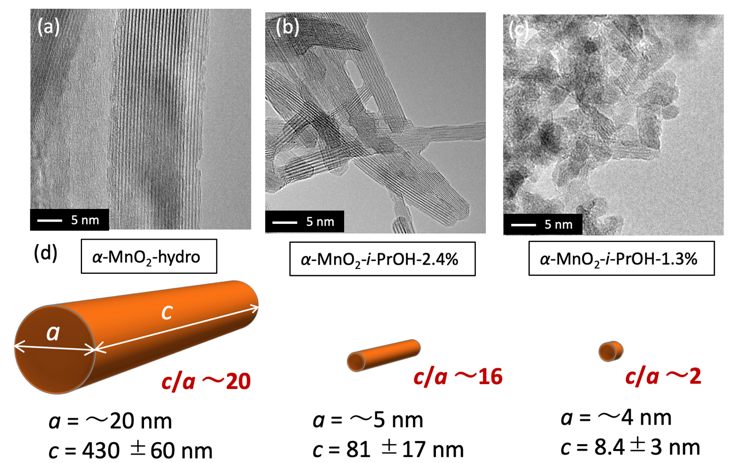 (a)
(b)
(c)
5 nm
5 nm
5 nm
(d)
α-MnO2-hydro
α-MnO2-i-PrOH-2.4%
α-MnO2-i-PrOH-1.3%
a
c
c/a ～20
c/a ～16
c/a ～2
a = ～20 nm
c = 430 ±60 nm
a = ～5 nm
c = 81 ±17 nm
a = ～4 nm
c = 8.4±3 nm